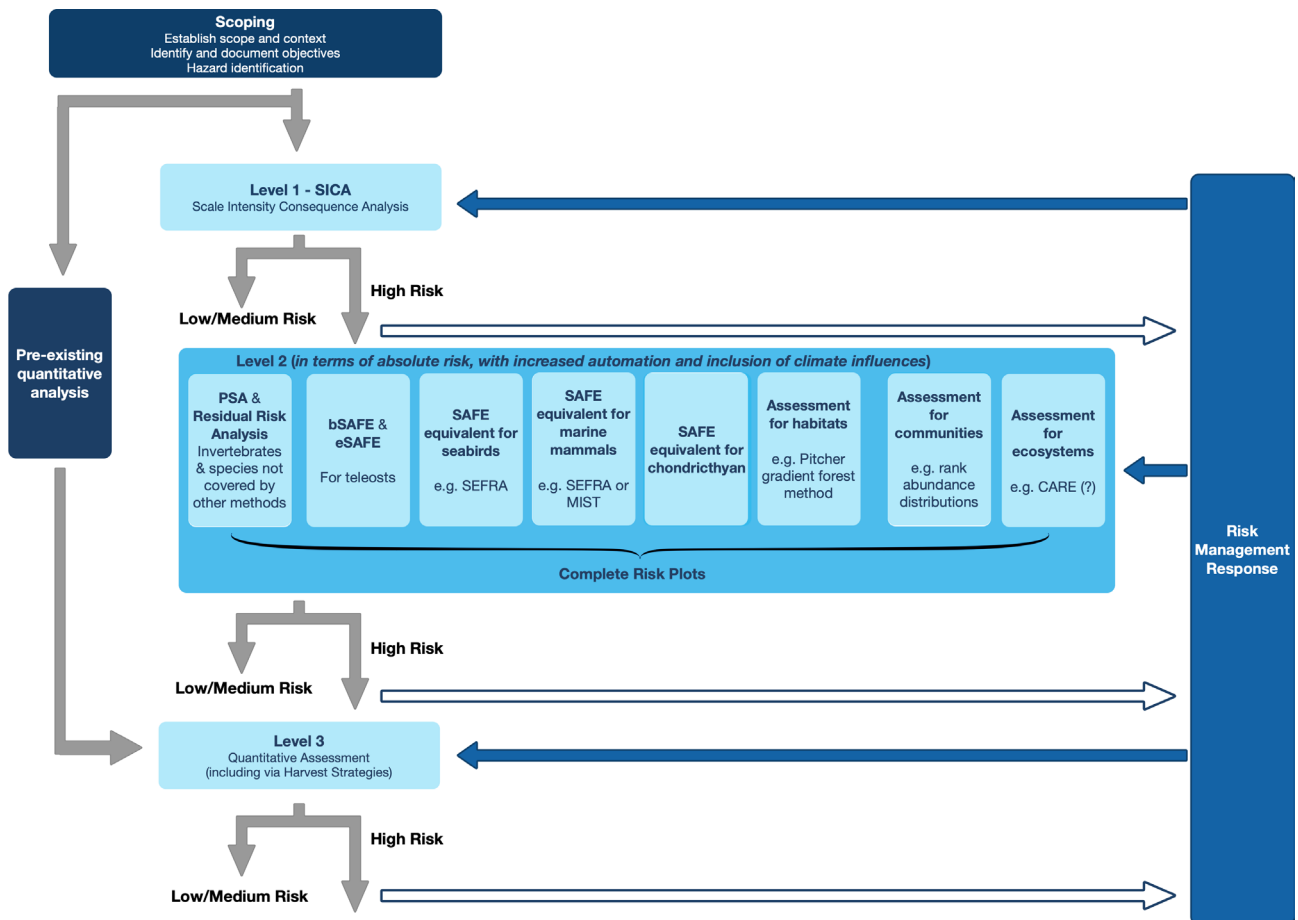 Scoping
Establish scope and context
Identify and document objectives
Hazard identification
Level 1 - SICA
Scale Intensity Consequence Analysis
High Risk
Low/Medium Risk
Pre-existing
quantitative
analysis
Level 2 (in terms of absolute risk, with increased automation and inclusion of climate influences)
PSA &
Residual Risk
Analysis
Invertebrates
& species not
covered by
other methods
bSAFE &
eSAFE
For teleosts
SAFE
equivalent for
seabirds
e.g. SEFRA
SAFE
equivalent for
marine
mammals
e.g. SEFRA or
MIST
SAFE
equivalent for
chondricthyan
Assessment
for habitats
e.g. Pitcher
gradient forest
method
Assessment
for
communities
e.g. rank
abundance
distributions
Assessment
for
ecosystems
e.g. CARE (?)
Complete Risk Plots
Risk
Management
Response
High Risk
Low/Medium Risk
Level 3
Quantitative Assessment
(including via Harvest Strategies)
High Risk
Low/Medium Risk